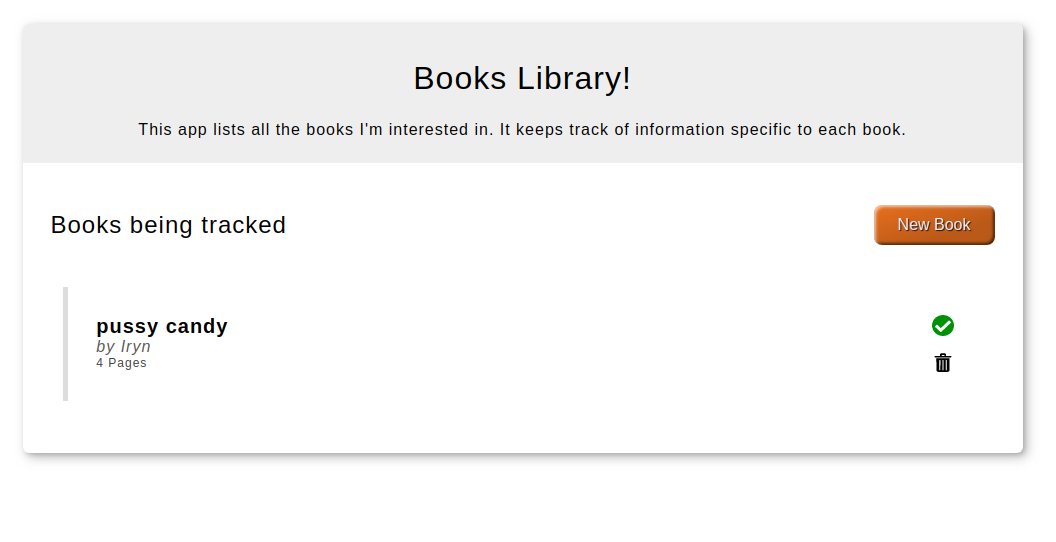 Books Library!
This app lists all the books I'm interested in. It keeps track of information specific to each book.
Books being tracked
New Book
pussy candy
by Iryn
4 Pages